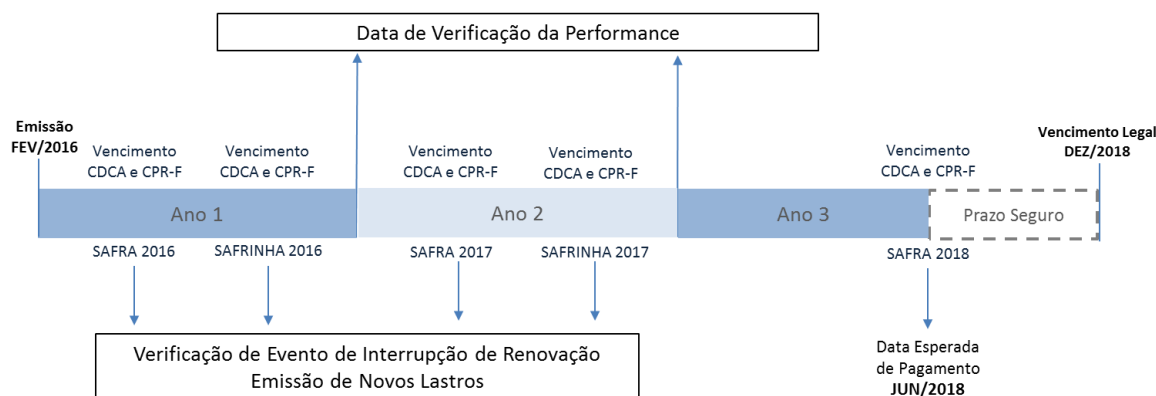 Data de Verificação da Performance
Emissão
FEV/2016
Vencimento
CDCA e CPR-F
Vencimento
CDCA e CPR-F
Vencimento
CDCA e CPR-F
Vencimento
CDCA e CPR-F
Vencimento
CDCA e CPR-F
Vencimento Legal
DEZ/2018
Ano 1
Ano 2
Ano 3
Prazo Seguro
SAFRA 2016
SAFRINHA 2016
SAFRA 2017
SAFRINHA 2017
SAFRA 2018
Verificação de Evento de Interrupção de Renovação
Emissão de Novos Lastros
Data Esperada
de Pagamento
JUN/2018